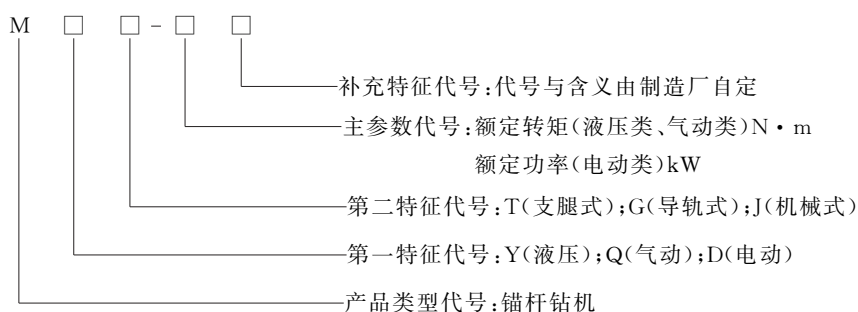 M □ □-□ □
补充特征代号:代号与含义由制造厂自定
主参数代号:额定转矩(液压类、气动类)N·m
额定功率(电动类)kW
第二特征代号:T(支腿式);G(导轨式);J(机械式)
第一特征代号:Y(液压);Q(气动);D(电动)
产品类型代号:锚杆钻机